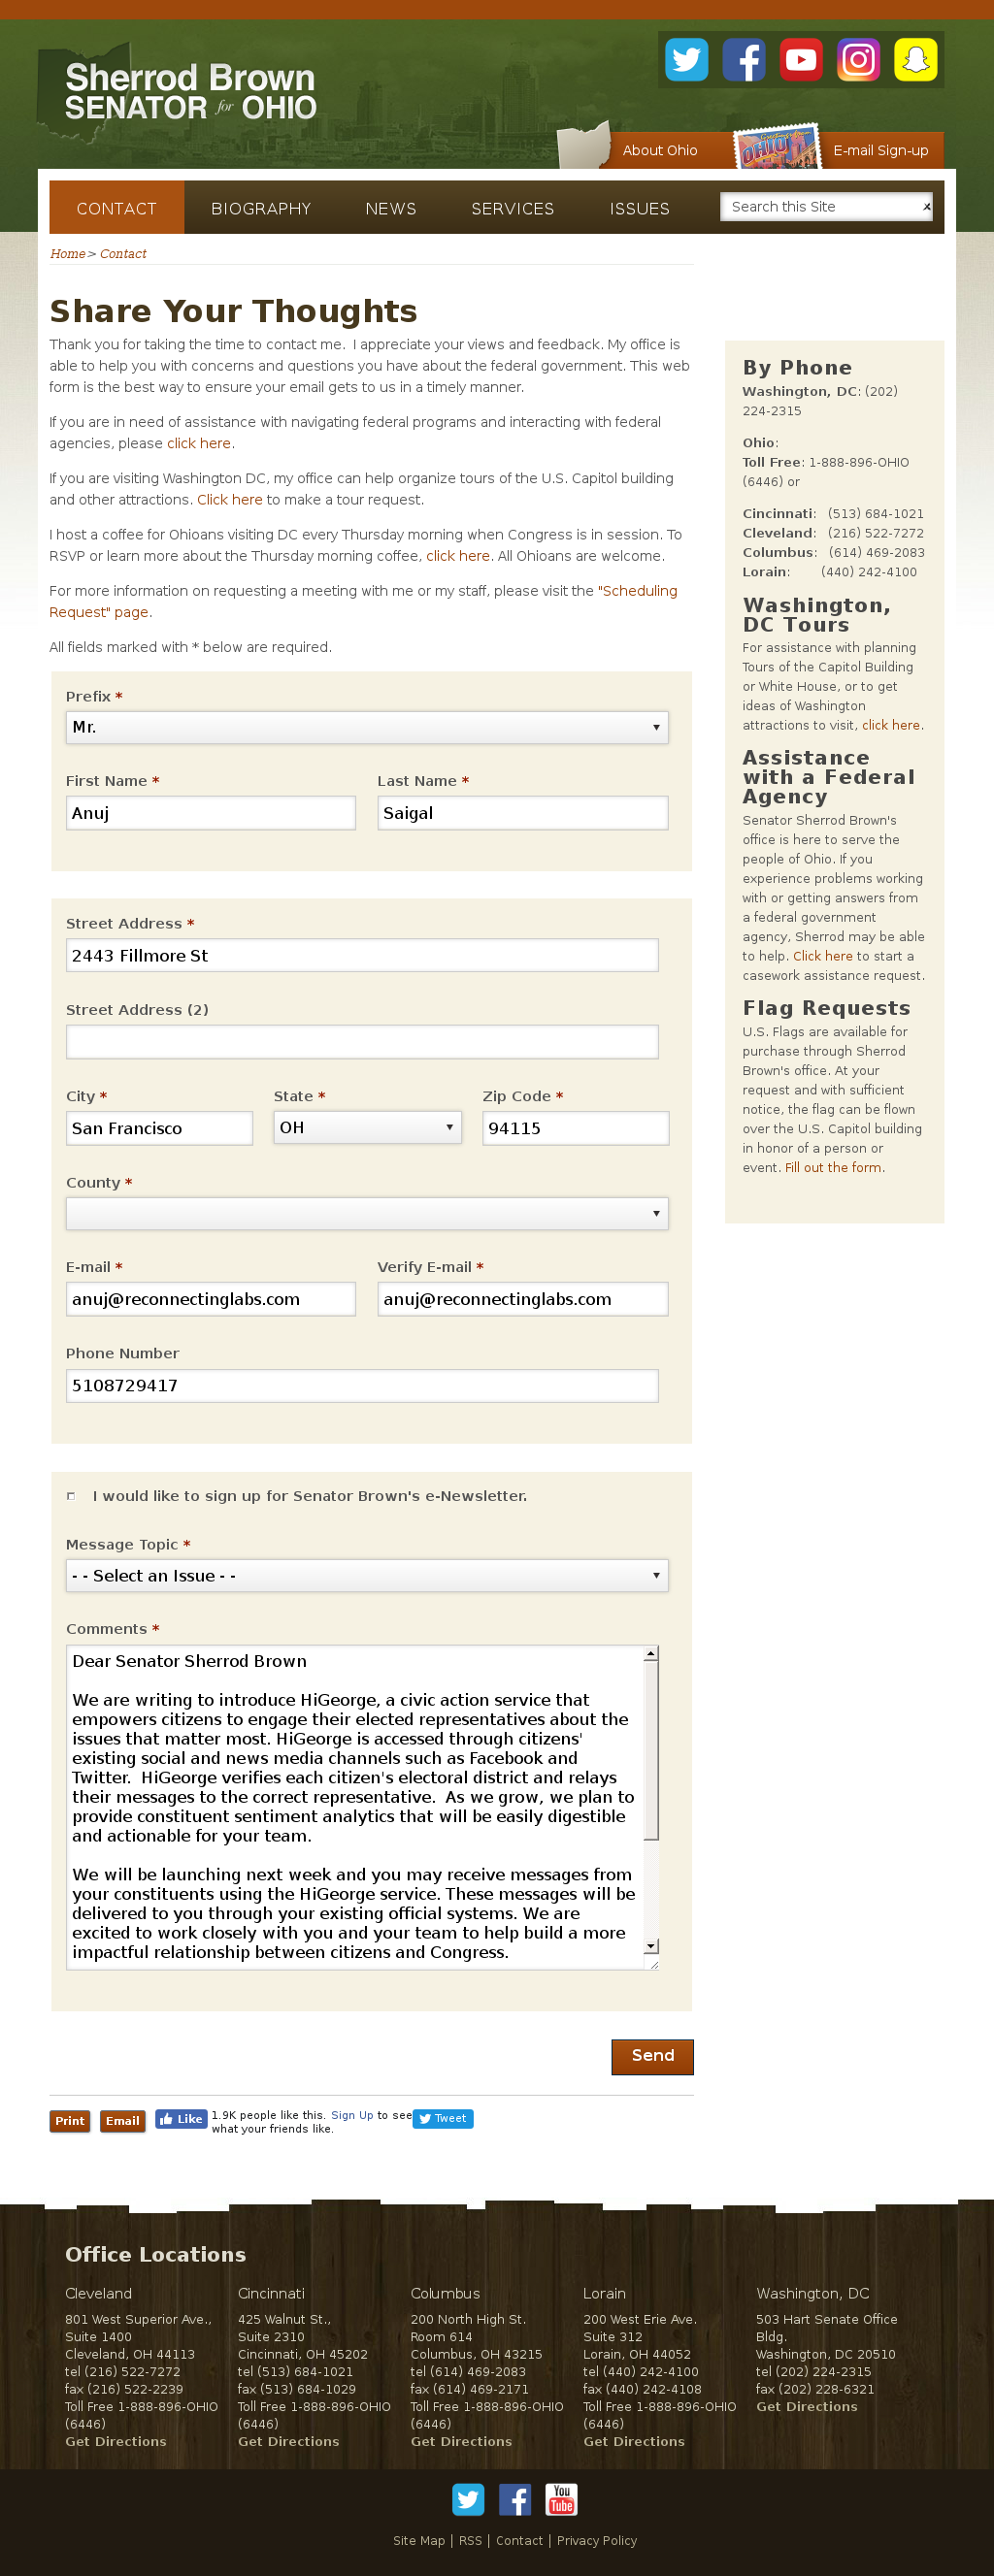 Sherrod Brown
SENATOR for OHIO
About Ohio
E-mail Sign-up
CONTACT BIOGRAPHY NEWS SERVICES ISSUES
Search this Site
Home > Contact
Share Your Thoughts
Thank you for taking the time to contact me. I appreciate your views and feedback. My office is
able to help you with concerns and questions you have about the federal government. This web
form is the best way to ensure your email gets to us in a timely manner.
If you are in need of assistance with navigating federal programs and interacting with federal
agencies, please click here.
If you are visiting Washington DC, my office can help organize tours of the U.S. Capitol building
and other attractions. Click here to make a tour request.
I host a coffee for Ohioans visiting DC every Thursday morning when Congress is in session. To
RSVP or learn more about the Thursday morning coffee, click here. All Ohioans are welcome.
For more information on requesting a meeting with me or my staff, please visit the "Scheduling
Request" page.
All fields marked with * below are required.
Prefix *
Mr.
First Name * Last Name *
Anuj Saigal
Street Address *
2443 Fillmore St
Street Address (2)
City * State * Zip Code *
San Francisco OH 94115
County *
E-mail * Verify E-mail *
anuj@reconnectinglabs.com anuj@reconnectinglabs.com
Phone Number
5108729417
I would like to sign up for Senator Brown's e-Newsletter.
Message Topic *
- - Select an Issue - -
Comments *
Dear Senator Sherrod Brown
We are writing to introduce HiGeorge, a civic action service that
empowers citizens to engage their elected representatives about the
issues that matter most. HiGeorge is accessed through citizens'
existing social and news media channels such as Facebook and
Twitter.  HiGeorge verifies each citizen's electoral district and relays
their messages to the correct representative.  As we grow, we plan to
provide constituent sentiment analytics that will be easily digestible
and actionable for your team.
We will be launching next week and you may receive messages from
your constituents using the HiGeorge service. These messages will be
delivered to you through your existing official systems. We are
excited to work closely with you and your team to help build a more
impactful relationship between citizens and Congress.
Send
Print Email Like 1.9K people like this. Sign Up to see
what your friends like.
Tweet
By Phone
Washington, DC: (202)
224-2315
Ohio:
Toll Free: 1-888-896-OHIO
(6446) or
Cincinnati: (513) 684-1021
Cleveland: (216) 522-7272
Columbus: (614) 469-2083
Lorain: (440) 242-4100
Washington,
DC Tours
For assistance with planning
Tours of the Capitol Building
or White House, or to get
ideas of Washington
attractions to visit, click here.
Assistance
with a Federal
Agency
Senator Sherrod Brown's
office is here to serve the
people of Ohio. If you
experience problems working
with or getting answers from
a federal government
agency, Sherrod may be able
to help. Click here to start a
casework assistance request.
Flag Requests
U.S. Flags are available for
purchase through Sherrod
Brown's office. At your
request and with sufficient
notice, the flag can be flown
over the U.S. Capitol building
in honor of a person or
event. Fill out the form.
Office Locations
Cleveland
801 West Superior Ave.,
Suite 1400
Cleveland, OH 44113
tel (216) 522-7272
fax (216) 522-2239
Toll Free 1-888-896-OHIO
(6446)
Get Directions
Cincinnati
425 Walnut St.,
Suite 2310
Cincinnati, OH 45202
tel (513) 684-1021
fax (513) 684-1029
Toll Free 1-888-896-OHIO
(6446)
Get Directions
Columbus
200 North High St.
Room 614
Columbus, OH 43215
tel (614) 469-2083
fax (614) 469-2171
Toll Free 1-888-896-OHIO
(6446)
Get Directions
Lorain
200 West Erie Ave.
Suite 312
Lorain, OH 44052
tel (440) 242-4100
fax (440) 242-4108
Toll Free 1-888-896-OHIO
(6446)
Get Directions
Washington, DC
503 Hart Senate Office
Bldg.
Washington, DC 20510
tel (202) 224-2315
fax (202) 228-6321
Get Directions
You
Tube
Site Map | RSS | Contact | Privacy Policy